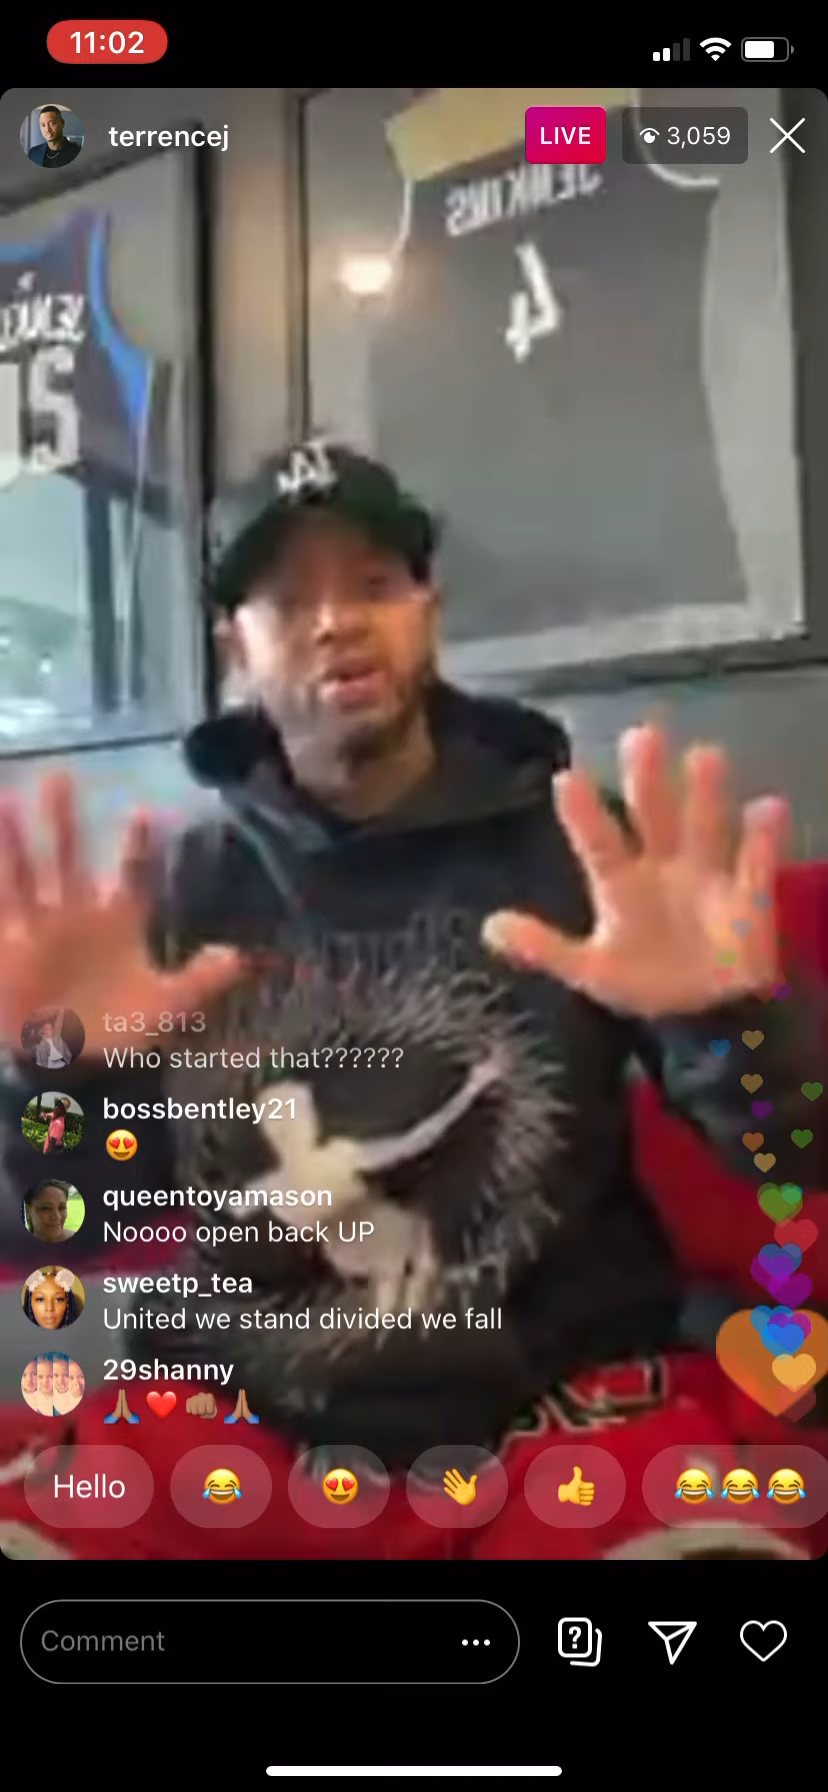 11:02
terrencej
LIVE
3,059
JENKINS
4
LA
ta3_813
Who started that??????
bossbentley21
😍
queentoyamason
Noooo open back UP
sweetp_tea
United we stand divided we fall
29shanny
🙏🏽❤️👊🏽🙏🏽
Hello
😂
😍
👋
👍
😂😂😂
Comment